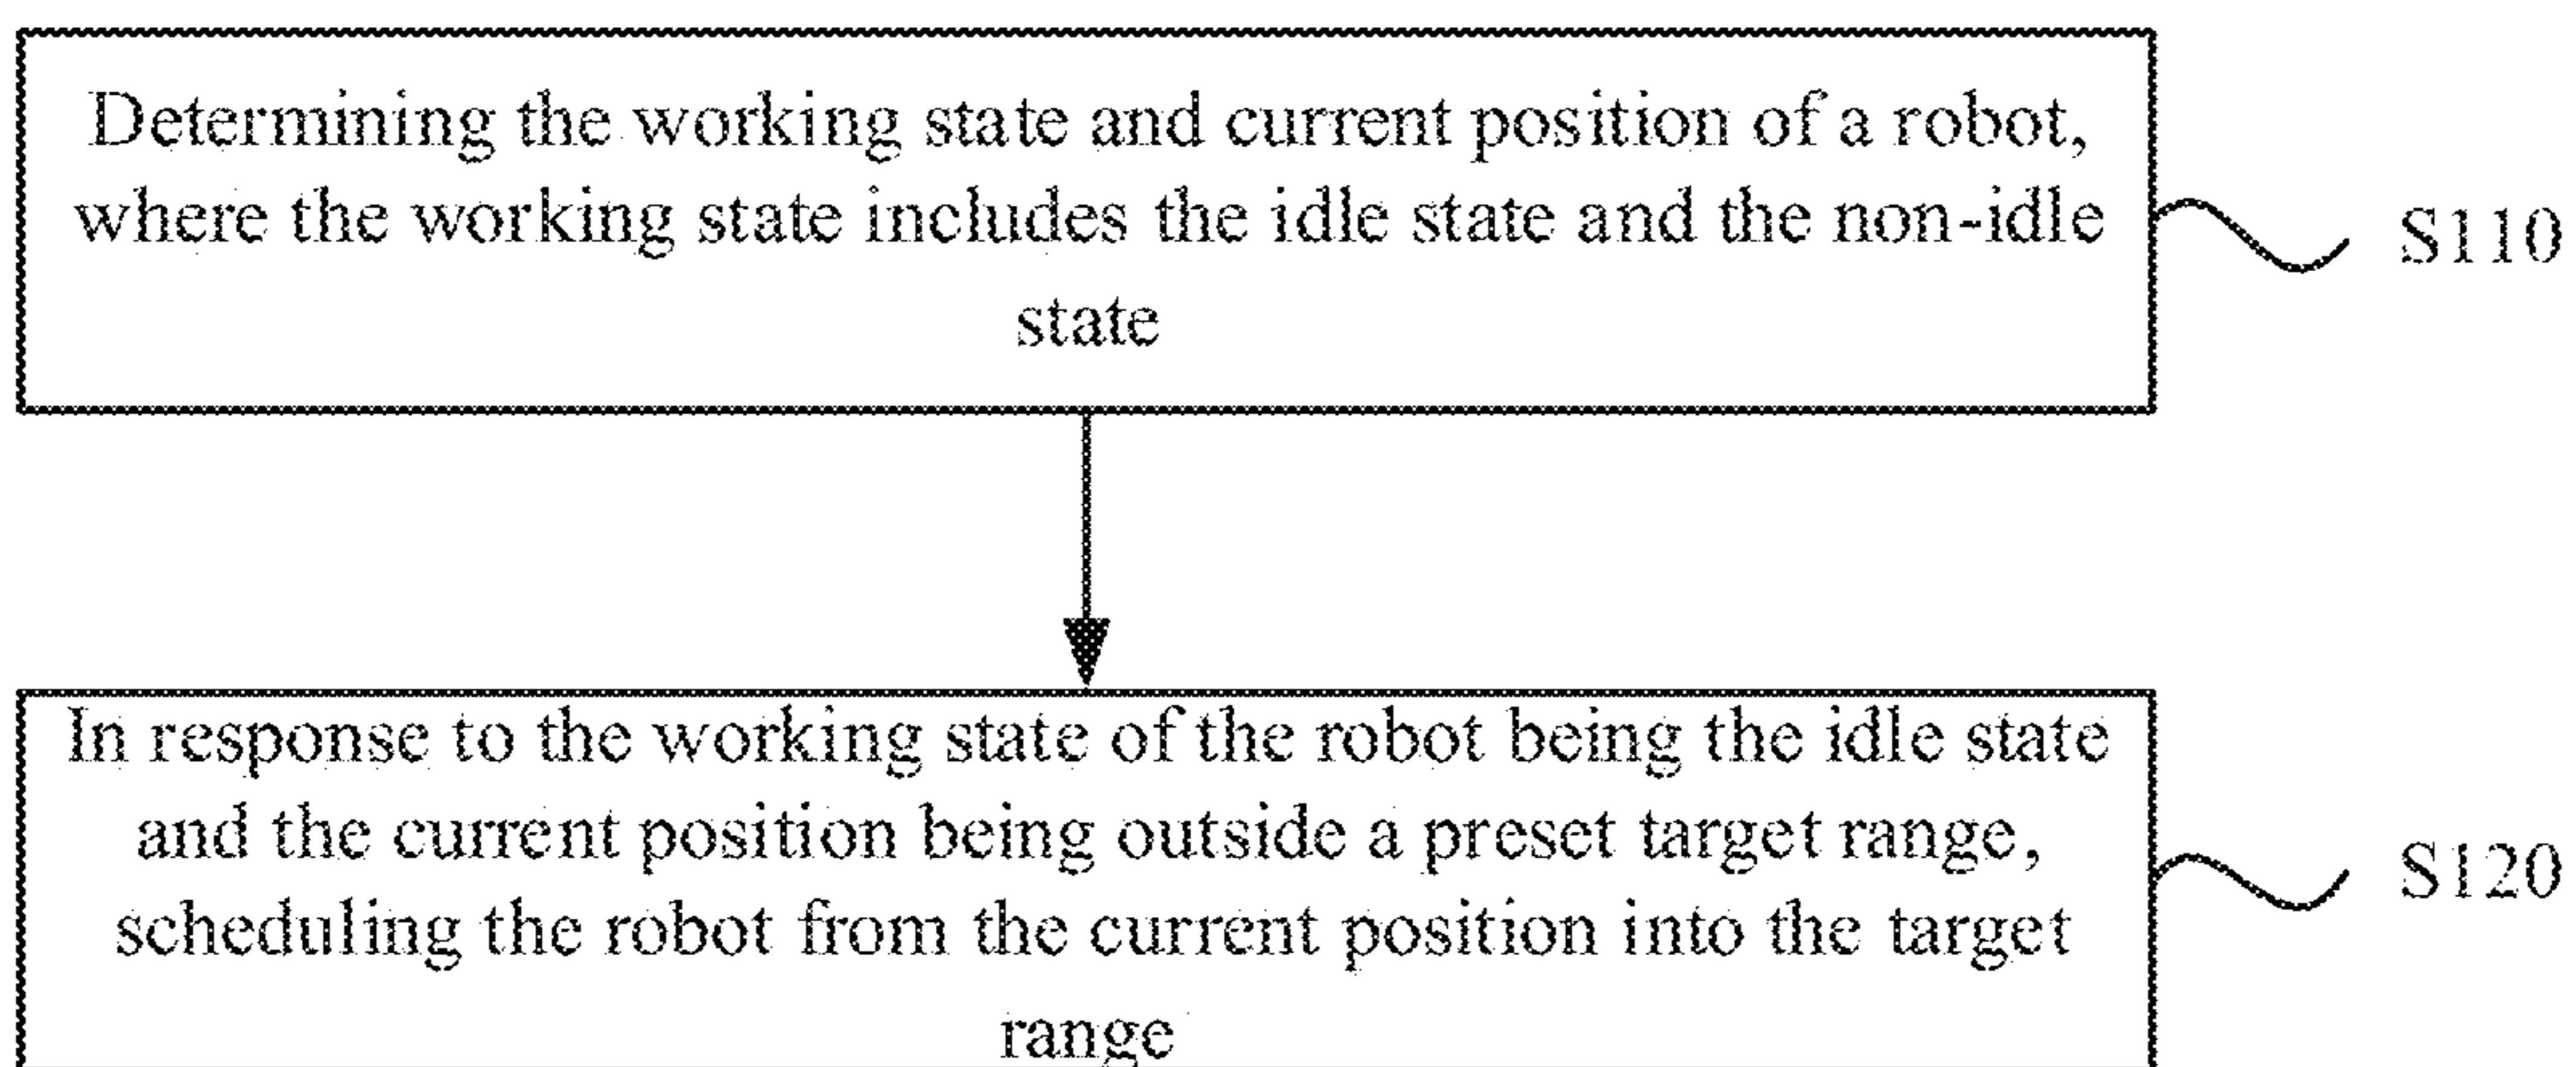 Determining the working state and current position of a robot,
where the working state includes the idle state and the non-idle
state
S110
In response to the working state of the robot being the idle state
and the current position being outside a preset target range,
scheduling the robot from the current position into the target
range
S120